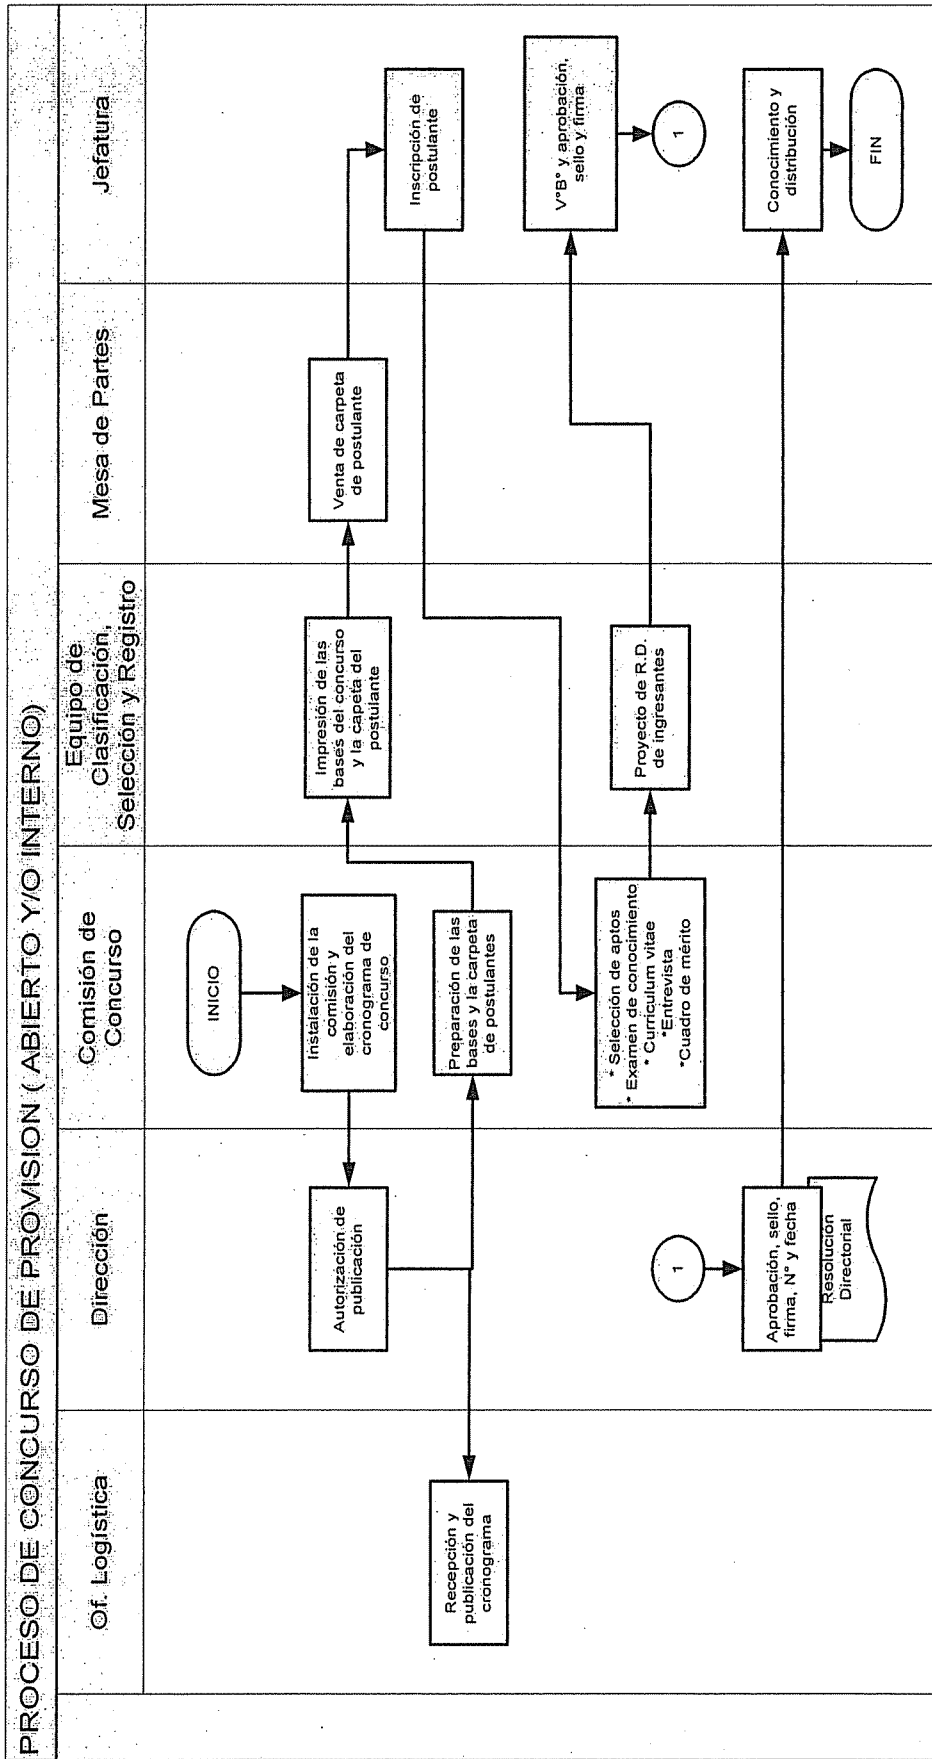 PROCESO DE CONCURSO DE PROVISION ( ABIERTO Y/O INTERNO)
Of. Logística
Dirección
Comisión de
Concurso
Equipo de
Clasificación,
Selección y Registro
Mesa de Partes
Jefatura
INICIO
Instalación de la
comisión y
elaboración del
cronograma de
concurso
Autorización de
publicación
Recepción y
publicación del
cronograma
Preparación de las
bases y la carpeta
de postulantes
Impresión de las
bases del concurso
y la capeta del
postulante
Venta de carpeta
de postulante
Inscripción de
postulante
* Selección de aptos
* Examen de conocimiento
* Curriculum vitae
*Entrevista
*Cuadro de mérito
Proyecto de R.D.
de ingresantes
V°B° y aprobación,
sello y firma
1
1
Aprobación, sello,
firma, N° y fecha
Resolución
Directorial
Conocimiento y
distribución
FIN